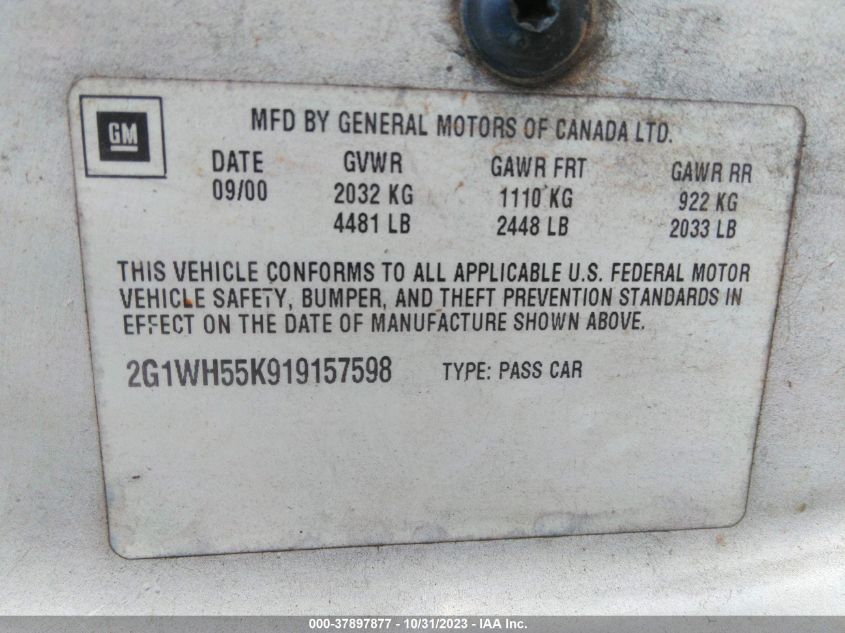 GM
MFD BY GENERAL MOTORS OF CANADA LTD.
DATE GVWR GAWR FRT GAWR RR
09/00 2032 KG 1110 KG 922 KG
4481 LB 2448 LB 2033 LB
THIS VEHICLE CONFORMS TO ALL APPLICABLE U.S. FEDERAL MOTOR
VEHICLE SAFETY, BUMPER, AND THEFT PREVENTION STANDARDS IN
EFFECT ON THE DATE OF MANUFACTURE SHOWN ABOVE.
2G1WH55K919157598 TYPE: PASS CAR
000-37897877 - 10/31/2023 - IAA Inc.